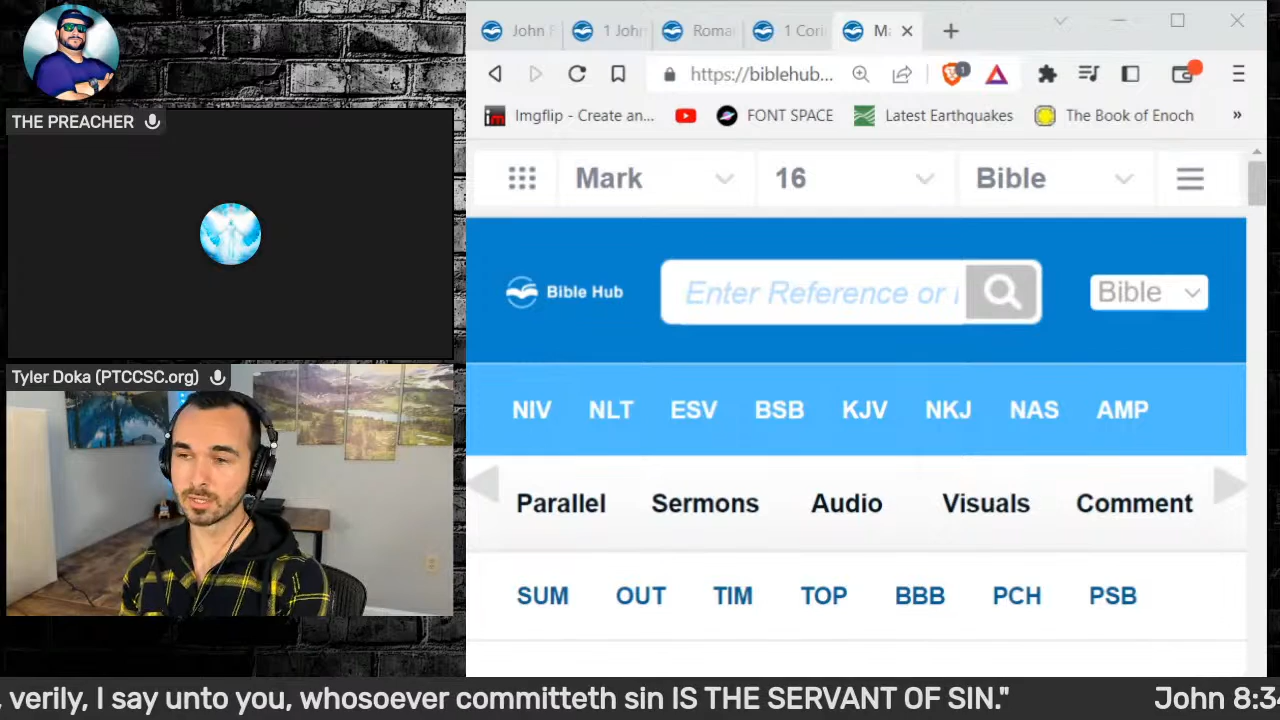 THE PREACHER
Tyler Doka (PTCCSC.org)
John
1 John
Roma
1 Cori
https://biblehub...
1
Imgflip - Create an...
FONT SPACE
Latest Earthquakes
The Book of Enoch
»
Mark
16
Bible
Bible Hub
Enter Reference or
Bible
NIV NLT ESV BSB KJV NKJ NAS AMP
Parallel Sermons Audio Visuals Comment
SUM OUT TIM TOP BBB PCH PSB
, verily, I say unto you, whosoever committeth sin IS THE SERVANT OF SIN." John 8:3